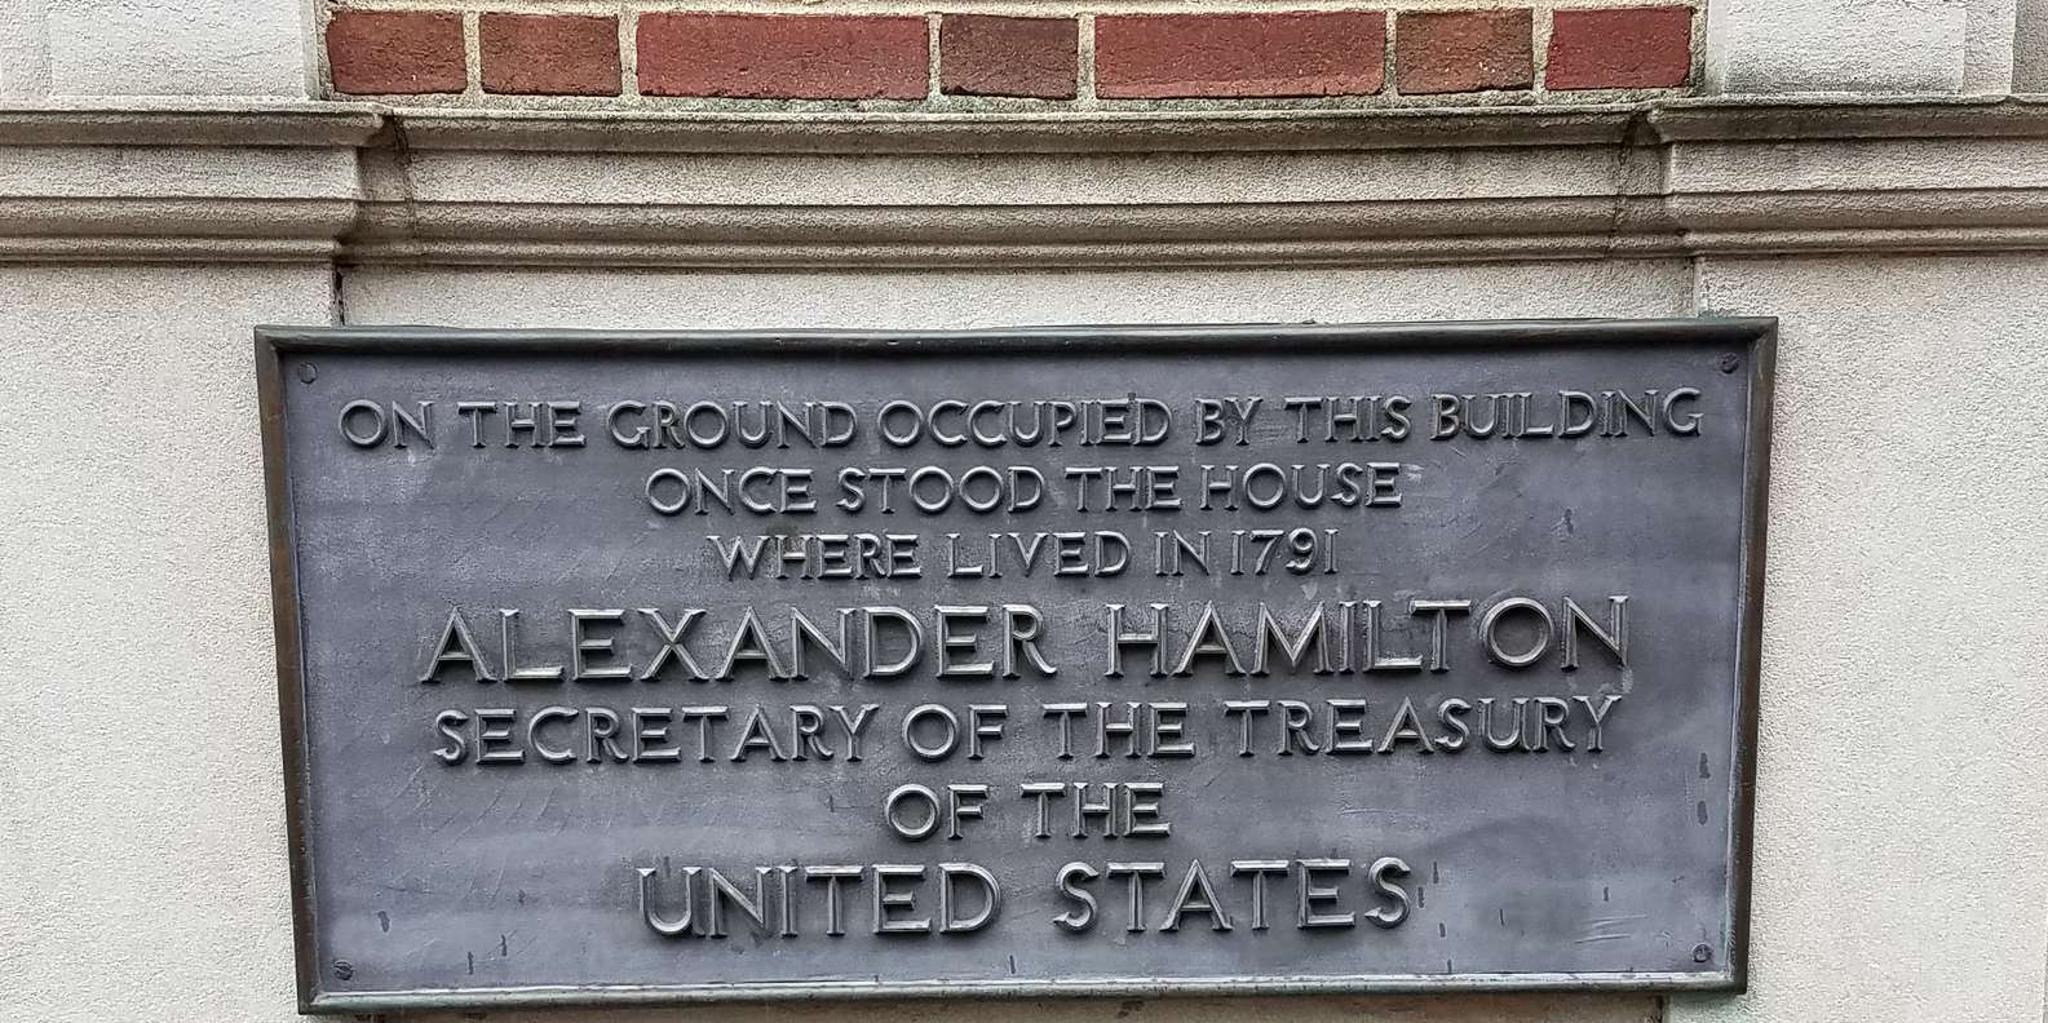 ON THE GROUND OCCUPIED BY THIS BUILDING
ONCE STOOD THE HOUSE
WHERE LIVED IN 1791
ALEXANDER HAMILTON
SECRETARY OF THE TREASURY
OF THE
UNITED STATES